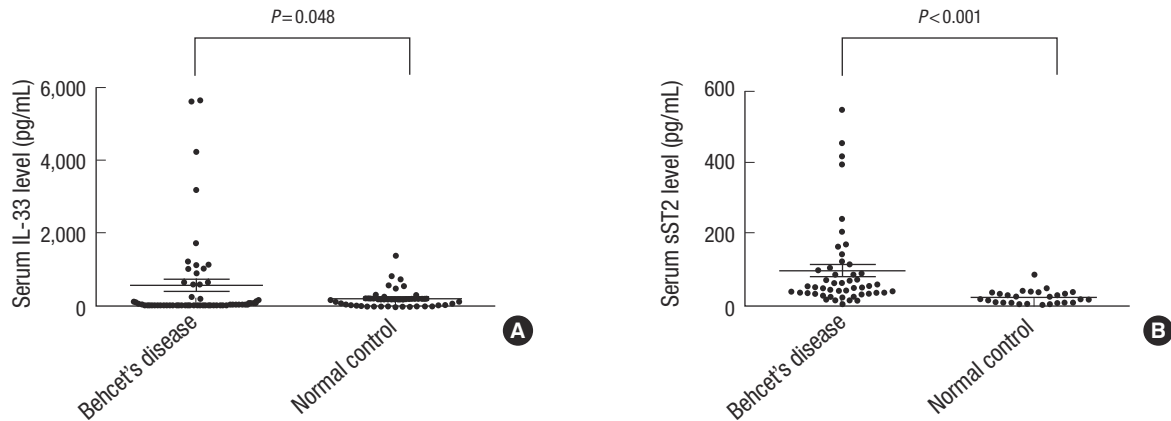 P=0.048
Serum IL-33 level (pg/mL)
6,000
4,000
2,000
0
Behcet's disease
Normal control
A
P<0.001
Serum sST2 level (pg/mL)
600
400
200
0
Behcet's disease
Normal control
B